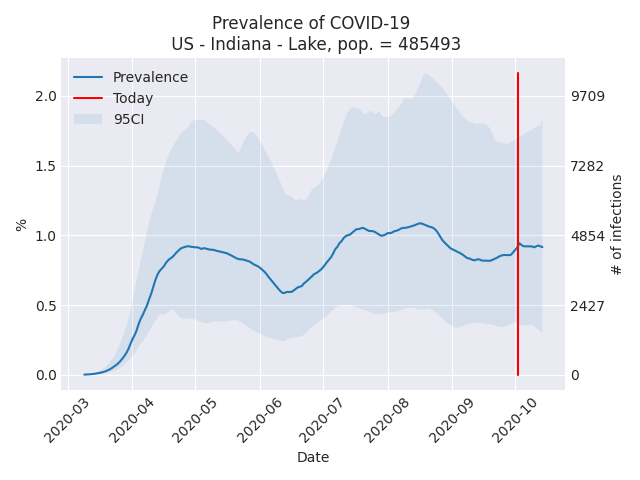 Prevalence of COVID-19
US - Indiana - Lake, pop. = 485493
Prevalence
Today
95CI
2.0
1.5
1.0
0.5
0.0
%
9709
7282
4854
2427
0
# of infections
2020-03
2020-04
2020-05
2020-06
2020-07
2020-08
2020-09
2020-10
Date